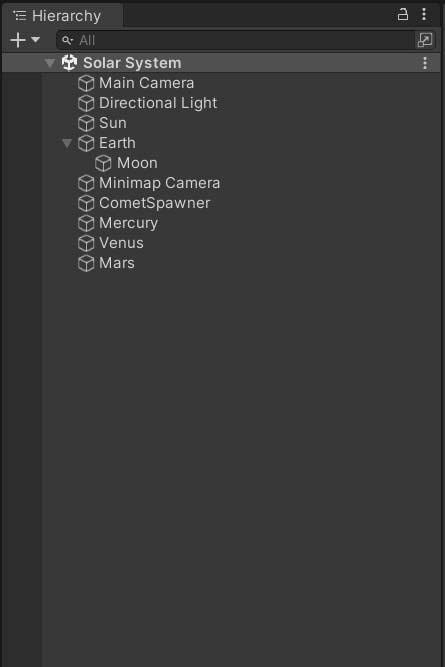 Hierarchy
All
Solar System
Main Camera
Directional Light
Sun
Earth
Moon
Minimap Camera
CometSpawner
Mercury
Venus
Mars